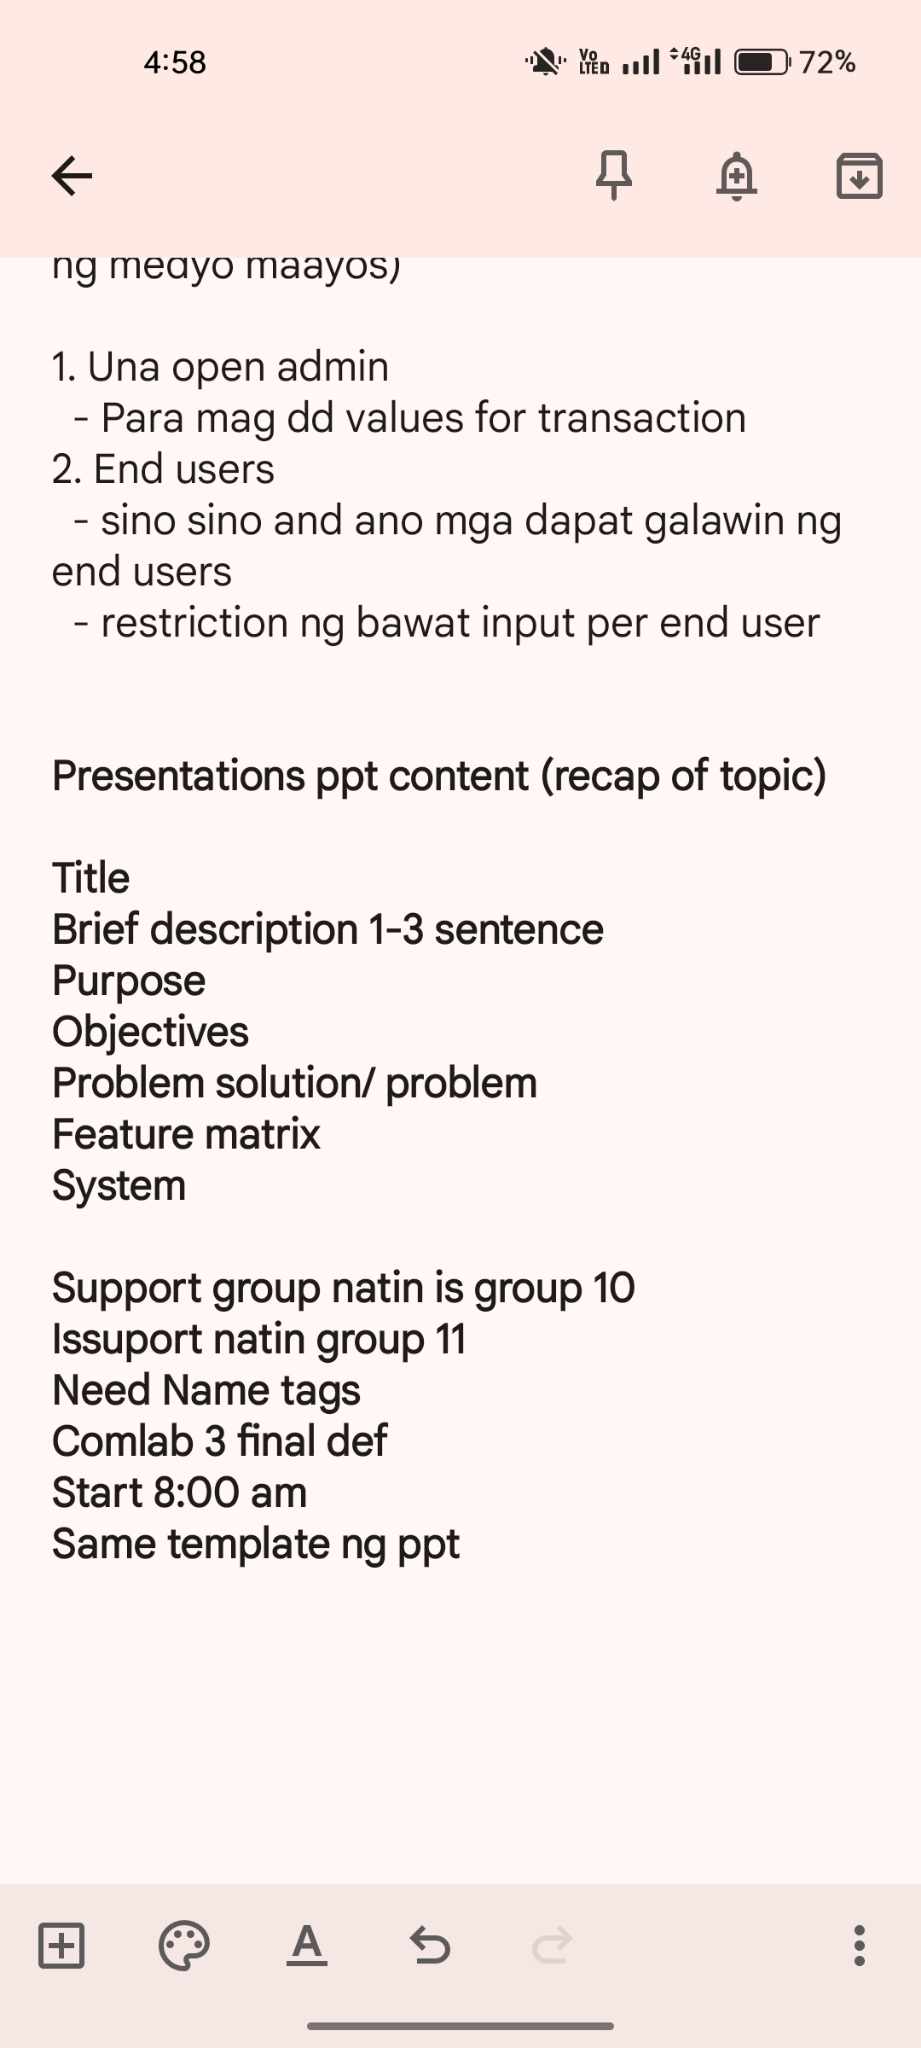 4:58
Vo LTED 4G 72%
ng medyo maayos)
1. Una open admin
- Para mag dd values for transaction
2. End users
- sino sino and ano mga dapat galawin ng
end users
- restriction ng bawat input per end user
Presentations ppt content (recap of topic)
Title
Brief description 1-3 sentence
Purpose
Objectives
Problem solution/ problem
Feature matrix
System
Support group natin is group 10
Issuport natin group 11
Need Name tags
Comlab 3 final def
Start 8:00 am
Same template ng ppt
A